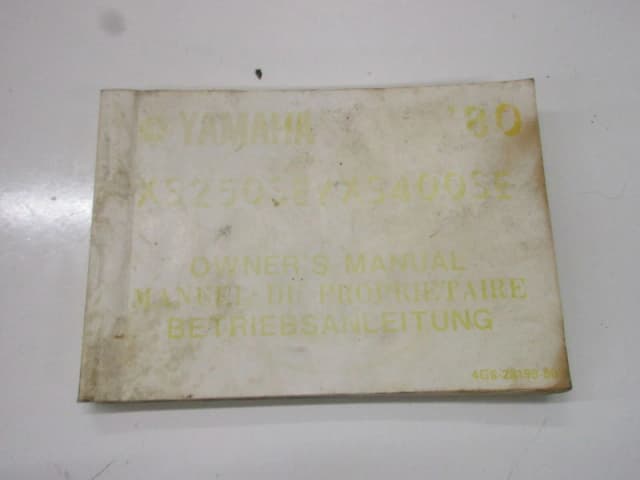 YAMAHA '80
XS250SE/XS400SE
OWNER'S MANUAL
MANUEL DU PROPRIETAIRE
BETRIEBSANLEITUNG